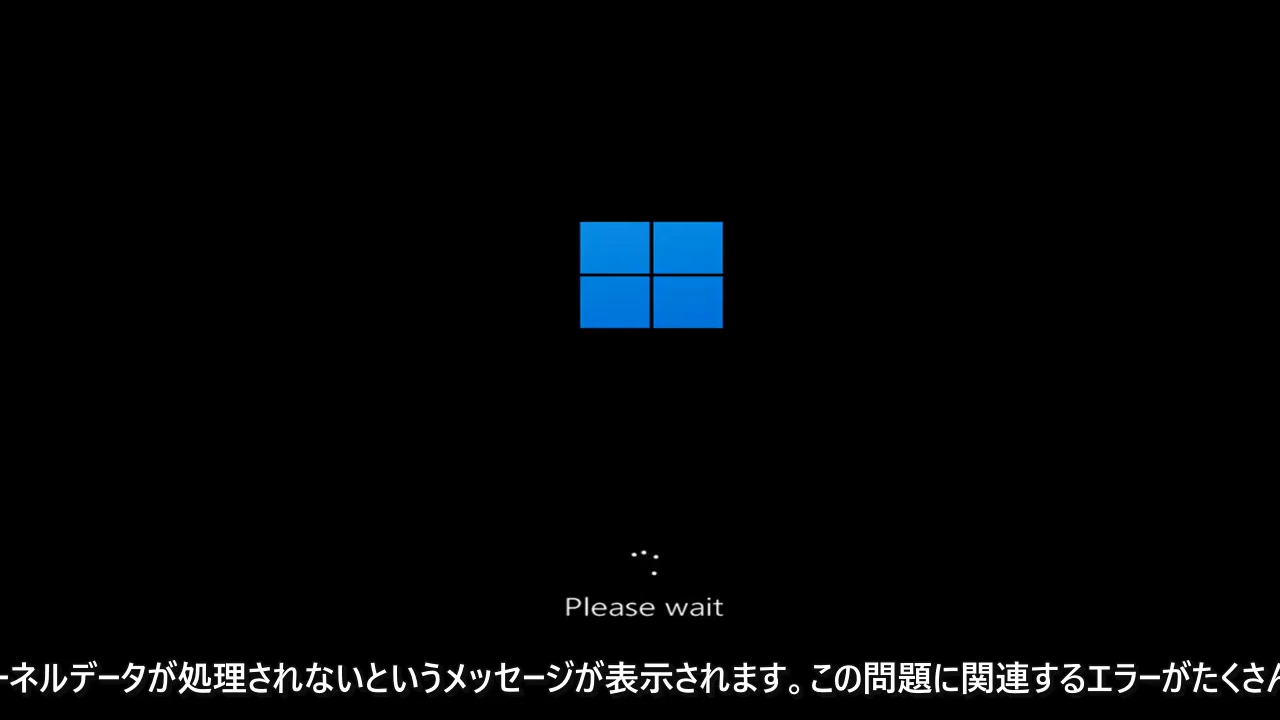 Please wait
ーネルデータが処理されないというメッセージが表示されます。この問題に関連するエラーがたくさん